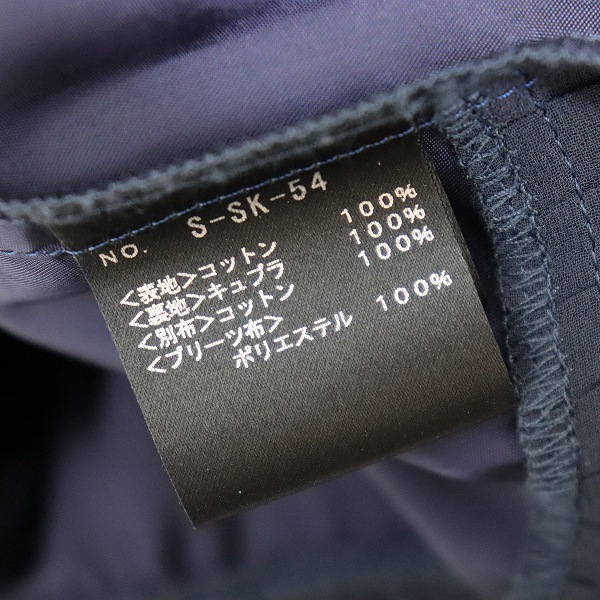 NO. S-SK-54
<表地>コットン 100%
<裏地>キュプラ 100%
<別布>コットン 100%
<プリーツ布>
ポリエステル 100%